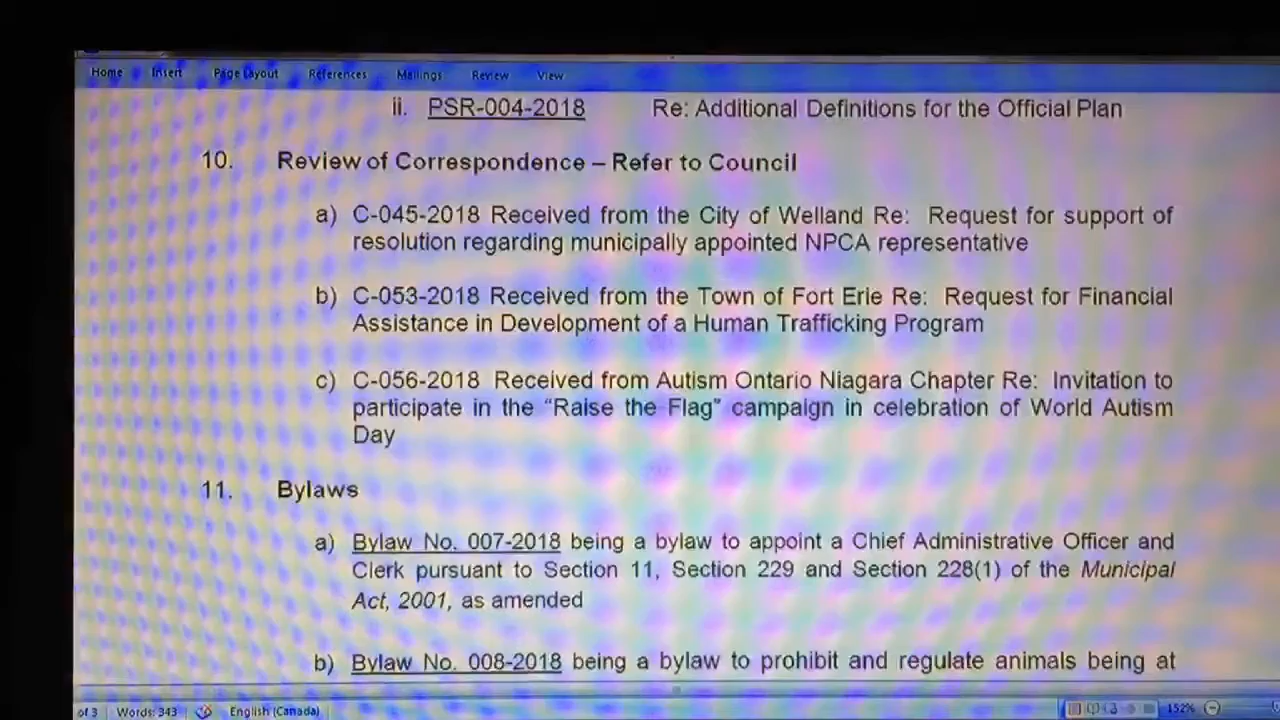 Home Insert Page Layout References Mailings Review View
ii. PSR-004-2018 Re: Additional Definitions for the Official Plan
10. Review of Correspondence – Refer to Council
a) C-045-2018 Received from the City of Welland Re: Request for support of
resolution regarding municipally appointed NPCA representative
b) C-053-2018 Received from the Town of Fort Erie Re: Request for Financial
Assistance in Development of a Human Trafficking Program
c) C-056-2018 Received from Autism Ontario Niagara Chapter Re: Invitation to
participate in the “Raise the Flag” campaign in celebration of World Autism
Day
11. Bylaws
a) Bylaw No. 007-2018 being a bylaw to appoint a Chief Administrative Officer and
Clerk pursuant to Section 11, Section 229 and Section 228(1) of the Municipal
Act, 2001, as amended
b) Bylaw No. 008-2018 being a bylaw to prohibit and regulate animals being at
of 3 Words: 343 English (Canada) 152%